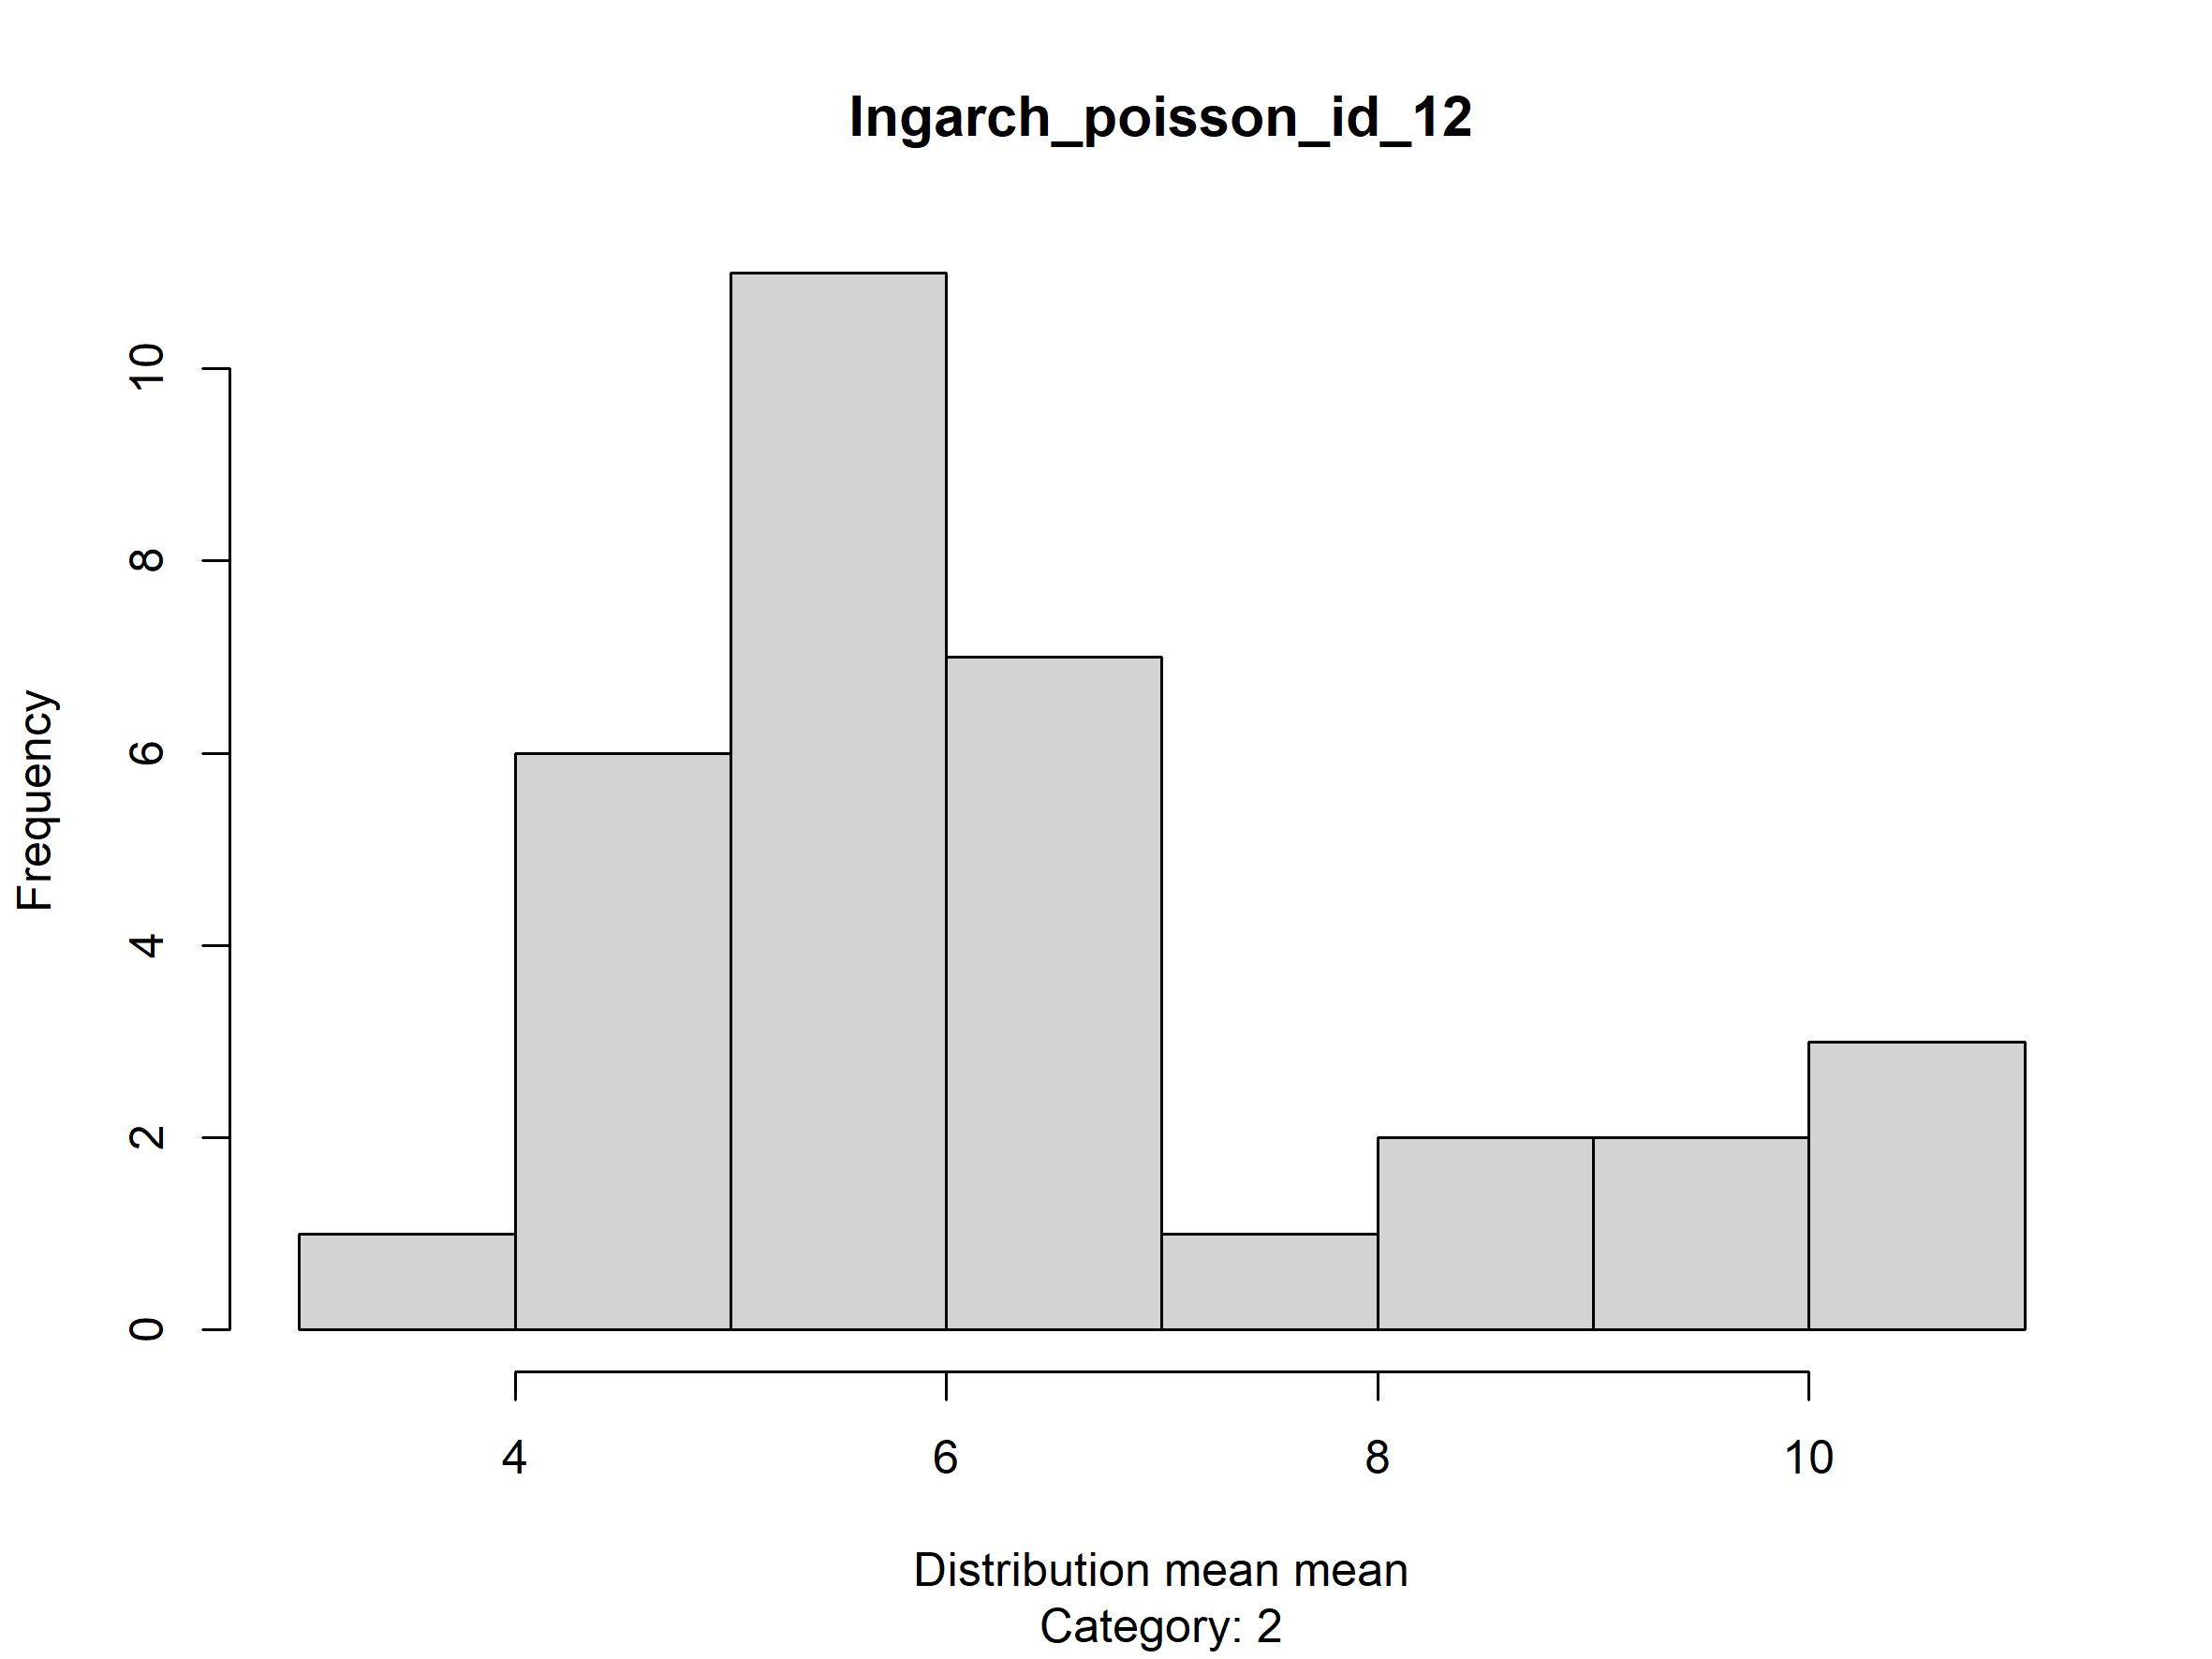 Ingarch_poisson_id_12
Frequency
10
8
6
4
2
0
4 6 8 10
Distribution mean mean
Category: 2